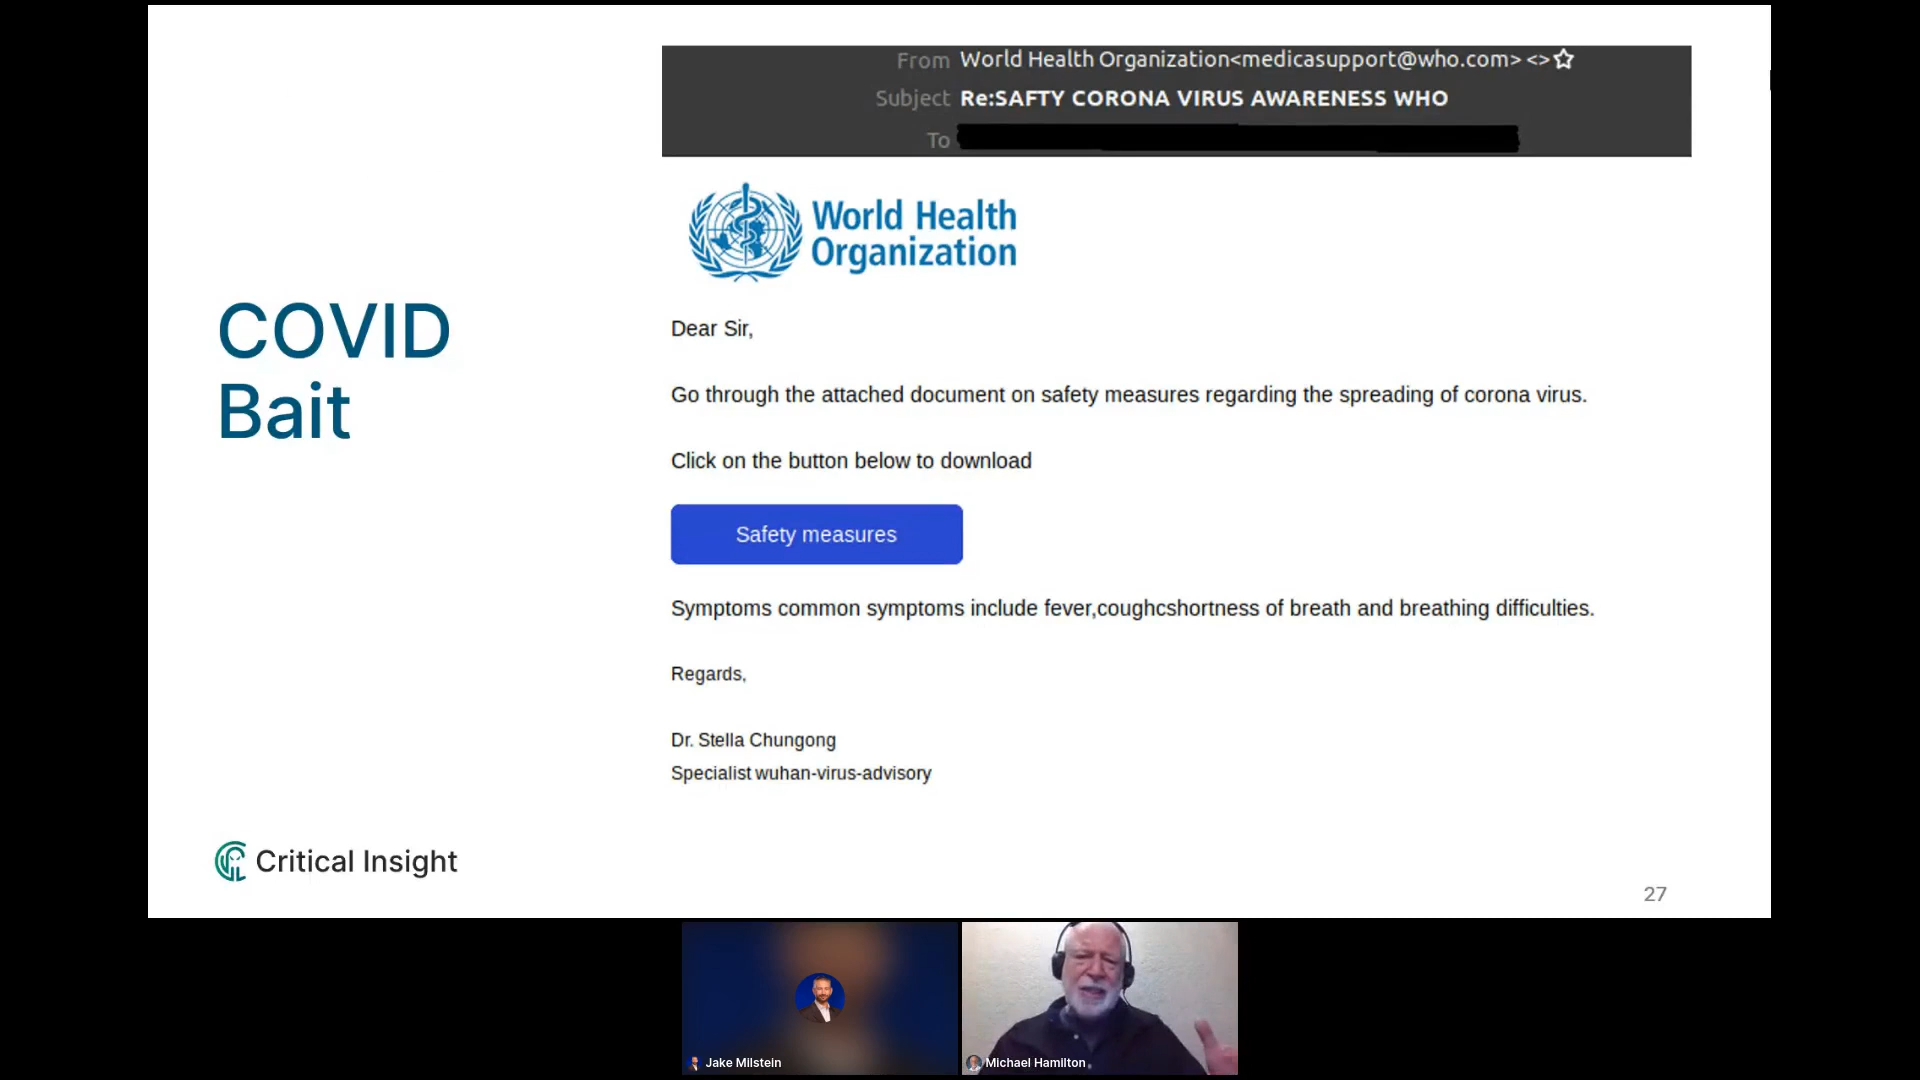 From World Health Organization<medicasupport@who.com> <>
Subject Re:SAFTY CORONA VIRUS AWARENESS WHO
To
World Health
Organization
COVID
Bait
Dear Sir,
Go through the attached document on safety measures regarding the spreading of corona virus.
Click on the button below to download
Safety measures
Symptoms common symptoms include fever,coughcshortness of breath and breathing difficulties.
Regards,
Dr. Stella Chungong
Specialist wuhan-virus-advisory
Critical Insight
27
Jake Milstein
Michael Hamilton